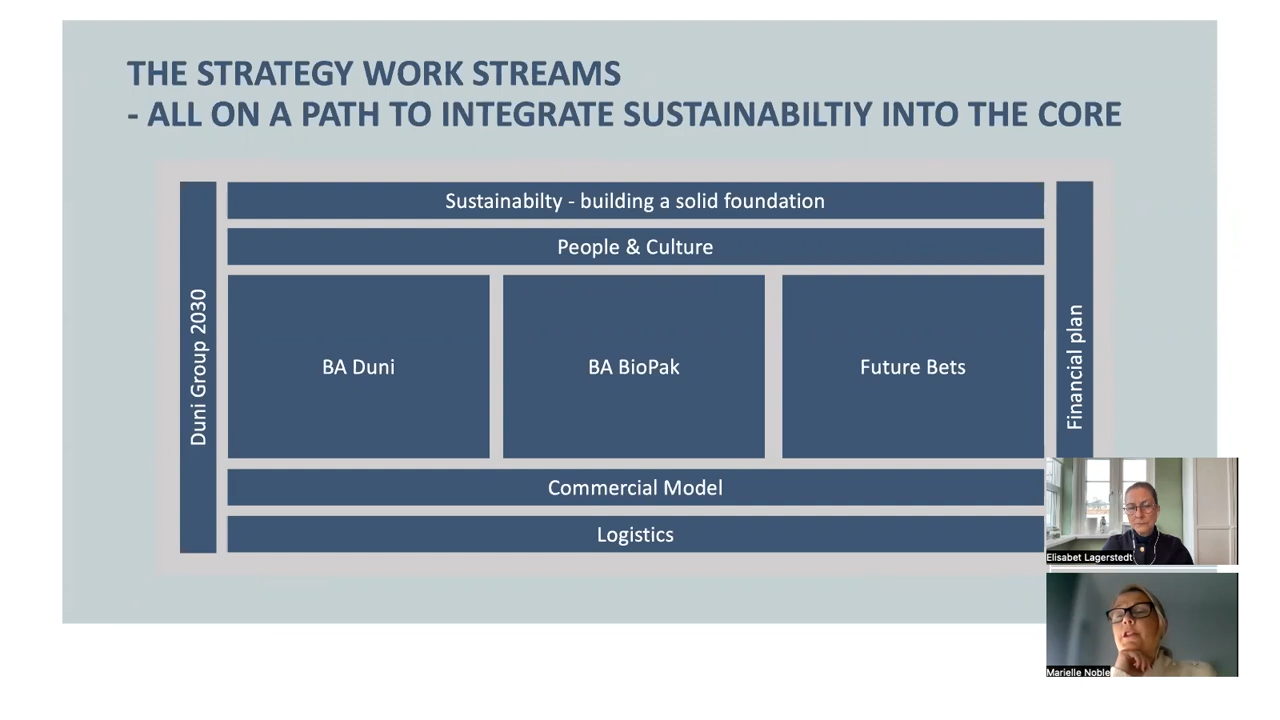 THE STRATEGY WORK STREAMS
- ALL ON A PATH TO INTEGRATE SUSTAINABILTIY INTO THE CORE
Duni Group 2030
Sustainabilty - building a solid foundation
People & Culture
BA Duni
BA BioPak
Future Bets
Commercial Model
Logistics
Financial plan
Elisabet Lagerstedt
Marielle Noble